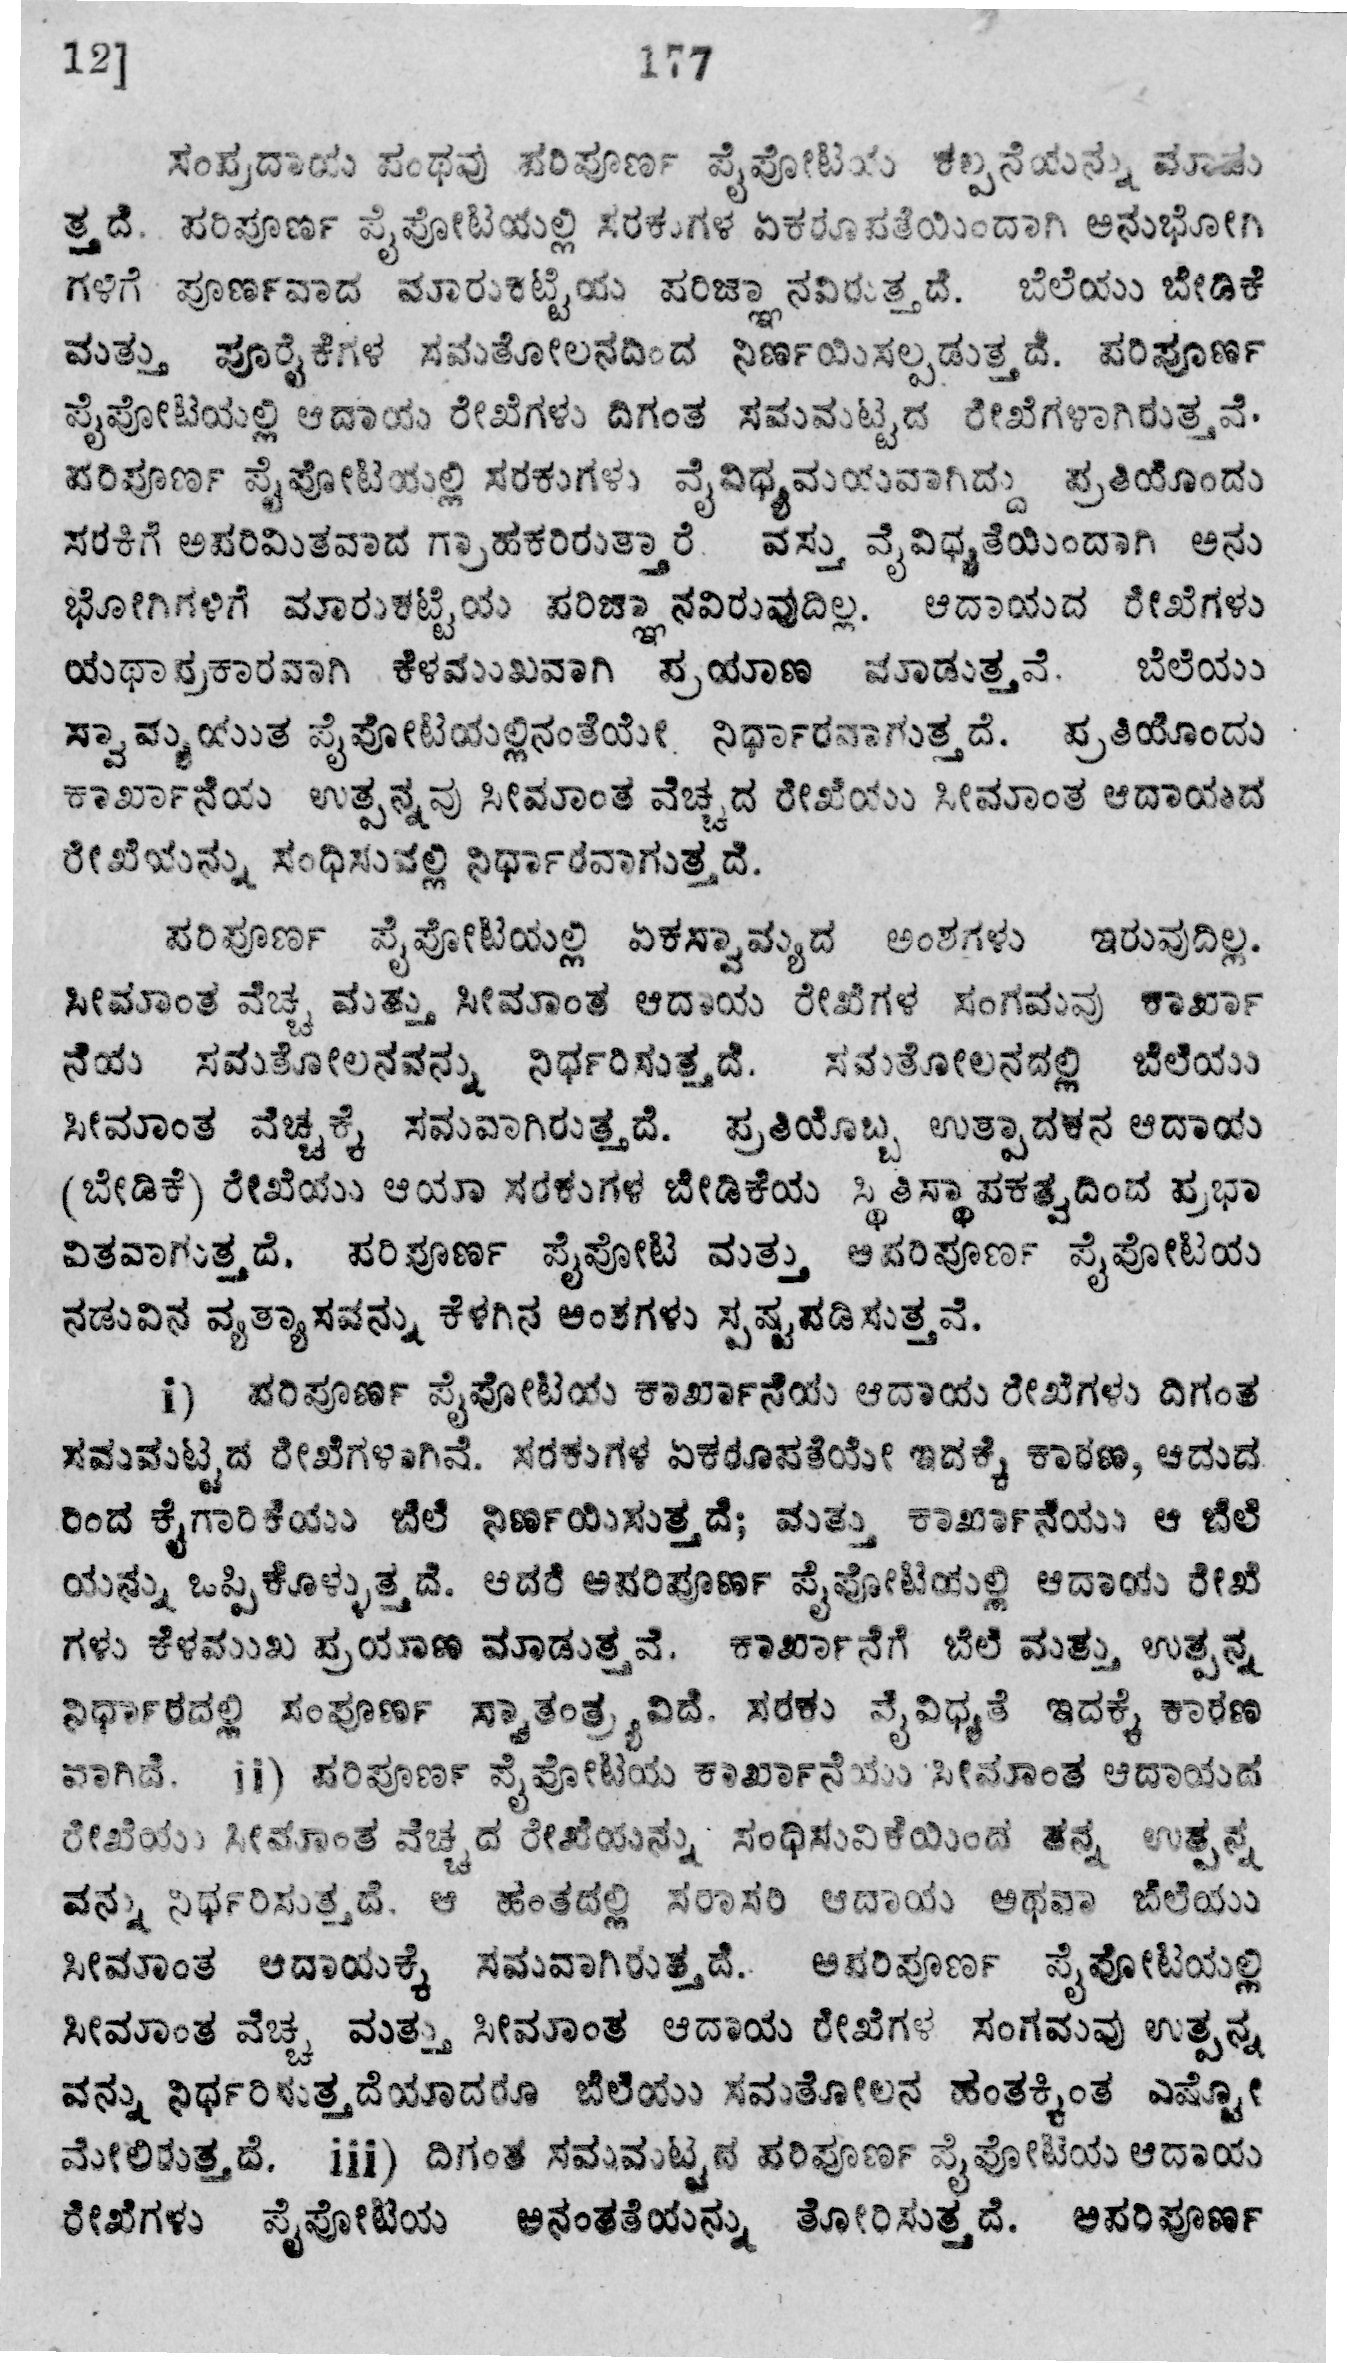 12]
177
ಸಂಪ್ರದಾಯ ಪಂಥವು ಪರಿಪೂರ್ಣ ಪೈಪೋಟಿಯ ಕಲ್ಪನೆಯನ್ನು ಮಾಡು
ತ್ತದೆ. ಪರಿಪೂರ್ಣ ಪೈಪೋಟಿಯಲ್ಲಿ ಸರಕುಗಳ ಏಕರೂಪತೆಯಿಂದಾಗಿ ಅನುಭೋಗಿ
ಗಳಿಗೆ ಪೂರ್ಣವಾದ ಮಾರುಕಟ್ಟೆಯ ಪರಿಜ್ಞಾನವಿರುತ್ತದೆ. ಬೆಲೆಯು ಬೇಡಿಕೆ
ಮತ್ತು ಪೂರೈಕೆಗಳ ಸಮತೋಲನದಿಂದ ನಿರ್ಣಯಿಸಲ್ಪಡುತ್ತದೆ. ಪರಿಪೂರ್ಣ
ಪೈಪೋಟಿಯಲ್ಲಿ ಆದಾಯ ರೇಖೆಗಳು ದಿಗಂತ ಸಮಮಟ್ಟದ ರೇಖೆಗಳಾಗಿರುತ್ತವೆ.
ಪರಿಪೂರ್ಣ ಪೈಪೋಟಿಯಲ್ಲಿ ಸರಕುಗಳು ವೈವಿಧ್ಯಮಯವಾಗಿದ್ದು ಪ್ರತಿಯೊಂದು
ಸರಕಿಗೆ ಅಪರಿಮಿತವಾದ ಗ್ರಾಹಕರಿರುತ್ತಾರೆ. ವಸ್ತು ವೈವಿಧ್ಯತೆಯಿಂದಾಗಿ ಅನು
ಭೋಗಿಗಳಿಗೆ ಮಾರುಕಟ್ಟೆಯ ಪರಿಜ್ಞಾನವಿರುವುದಿಲ್ಲ. ಆದಾಯದ ರೇಖೆಗಳು
ಯಥಾಪ್ರಕಾರವಾಗಿ ಕೆಳಮುಖವಾಗಿ ಪ್ರಯಾಣ ಮಾಡುತ್ತವೆ. ಬೆಲೆಯು
ಸ್ವಾಮ್ಯಯುತ ಪೈಪೋಟಿಯಲ್ಲಿನಂತೆಯೇ ನಿರ್ಧಾರವಾಗುತ್ತದೆ. ಪ್ರತಿಯೊಂದು
ಕಾರ್ಖಾನೆಯ ಉತ್ಪನ್ನವು ಸೀಮಾಂತ ವೆಚ್ಚದ ರೇಖೆಯು ಸೀಮಾಂತ ಆದಾಯದ
ರೇಖೆಯನ್ನು ಸಂಧಿಸುವಲ್ಲಿ ನಿರ್ಧಾರವಾಗುತ್ತದೆ.
ಪರಿಪೂರ್ಣ ಪೈಪೋಟಿಯಲ್ಲಿ ಏಕಸ್ವಾಮ್ಯದ ಅಂಶಗಳು ಇರುವುದಿಲ್ಲ.
ಸೀಮಾಂತ ವೆಚ್ಚ ಮತ್ತು ಸೀಮಾಂತ ಆದಾಯ ರೇಖೆಗಳ ಸಂಗಮವು ಕಾರ್ಖಾ
ನೆಯ ಸಮತೋಲನವನ್ನು ನಿರ್ಧರಿಸುತ್ತದೆ. ಸಮತೋಲನದಲ್ಲಿ ಬೆಲೆಯು
ಸೀಮಾಂತ ವೆಚ್ಚಕ್ಕೆ ಸಮವಾಗಿರುತ್ತದೆ. ಪ್ರತಿಯೊಬ್ಬ ಉತ್ಪಾದಕನ ಆದಾಯ
(ಬೇಡಿಕೆ) ರೇಖೆಯು ಆಯಾ ಸರಕುಗಳ ಬೇಡಿಕೆಯ ಸ್ಥಿತಿಸ್ಥಾಪಕತ್ವದಿಂದ ಪ್ರಭಾ
ವಿತವಾಗುತ್ತದೆ. ಪರಿಪೂರ್ಣ ಪೈಪೋಟಿ ಮತ್ತು ಅಪರಿಪೂರ್ಣ ಪೈಪೋಟಿಯ
ನಡುವಿನ ವ್ಯತ್ಯಾಸವನ್ನು ಕೆಳಗಿನ ಅಂಶಗಳು ಸ್ಪಷ್ಟಪಡಿಸುತ್ತವೆ.
i) ಪರಿಪೂರ್ಣ ಪೈಪೋಟಿಯ ಕಾರ್ಖಾನೆಯ ಆದಾಯ ರೇಖೆಗಳು ದಿಗಂತ
ಸಮಮಟ್ಟದ ರೇಖೆಗಳಾಗಿವೆ. ಸರಕುಗಳ ಏಕರೂಪತೆಯೇ ಇದಕ್ಕೆ ಕಾರಣ, ಆದುದ
ರಿಂದ ಕೈಗಾರಿಕೆಯು ಬೆಲೆ ನಿರ್ಣಯಿಸುತ್ತದೆ; ಮತ್ತು ಕಾರ್ಖಾನೆಯು ಆ ಬೆಲೆ
ಯನ್ನು ಒಪ್ಪಿಕೊಳ್ಳುತ್ತದೆ. ಆದರೆ ಅಪರಿಪೂರ್ಣ ಪೈಪೋಟಿಯಲ್ಲಿ ಆದಾಯ ರೇಖೆ
ಗಳು ಕೆಳಮುಖ ಪ್ರಯಾಣ ಮಾಡುತ್ತವೆ. ಕಾರ್ಖಾನೆಗೆ ಬೆಲೆ ಮತ್ತು ಉತ್ಪನ್ನ
ನಿರ್ಧಾರದಲ್ಲಿ ಸಂಪೂರ್ಣ ಸ್ವಾತಂತ್ರ್ಯವಿದೆ. ಸರಕು ವೈವಿಧ್ಯತೆ ಇದಕ್ಕೆ ಕಾರಣ
ವಾಗಿದೆ. ii) ಪರಿಪೂರ್ಣ ಪೈಪೋಟಿಯ ಕಾರ್ಖಾನೆಯು ಸೀಮಾಂತ ಆದಾಯದ
ರೇಖೆಯು ಸೀಮಾಂತ ವೆಚ್ಚದ ರೇಖೆಯನ್ನು ಸಂಧಿಸುವಿಕೆಯಿಂದ ತನ್ನ ಉತ್ಪನ್ನ
ವನ್ನು ನಿರ್ಧರಿಸುತ್ತದೆ. ಆ ಹಂತದಲ್ಲಿ ಸರಾಸರಿ ಆದಾಯ ಅಥವಾ ಬೆಲೆಯು
ಸೀಮಾಂತ ಆದಾಯಕ್ಕೆ ಸಮವಾಗಿರುತ್ತದೆ. ಅಪರಿಪೂರ್ಣ ಪೈಪೋಟಿಯಲ್ಲಿ
ಸೀಮಾಂತ ವೆಚ್ಚ ಮತ್ತು ಸೀಮಾಂತ ಆದಾಯ ರೇಖೆಗಳ ಸಂಗಮವು ಉತ್ಪನ್ನ
ವನ್ನು ನಿರ್ಧರಿಸುತ್ತದೆಯಾದರೂ ಬೆಲೆಯು ಸಮತೋಲನ ಹಂತಕ್ಕಿಂತ ಎಷ್ಟೋ
ಮೇಲಿರುತ್ತದೆ. iii) ದಿಗಂತ ಸಮಮಟ್ಟದ ಪರಿಪೂರ್ಣ ಪೈಪೋಟಿಯ ಆದಾಯ
ರೇಖೆಗಳು ಪೈಪೋಟಿಯ ಅನಂತತೆಯನ್ನು ತೋರಿಸುತ್ತದೆ. ಅಪರಿಪೂರ್ಣ